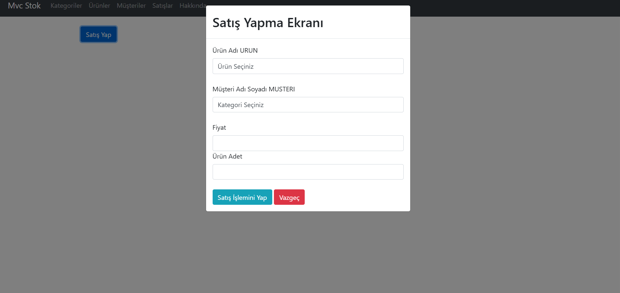 Mvc Stok Kategoriler Ürünler Müşteriler Satışlar Hakkında
Satış Yap
Satış Yapma Ekranı
Ürün Adı URUN
Ürün Seçiniz
Müşteri Adı Soyadı MUSTERI
Kategori Seçiniz
Fiyat
Ürün Adet
Satış İşlemini Yap Vazgeç